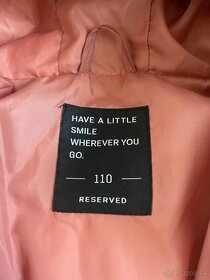 HAVE A LITTLE
SMILE
WHEREVER YOU
GO.
110
RESERVED